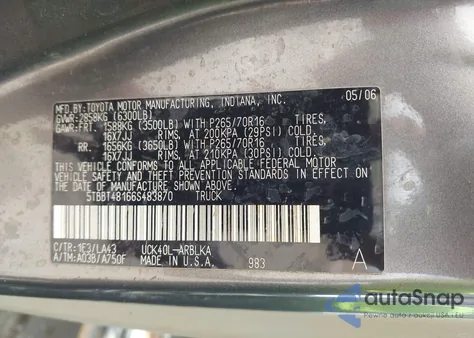 MFD. BY: TOYOTA MOTOR MANUFACTURING, INDIANA, INC. 05/06
GVWR-2858KG (6300LB)
GAWR-FRT. 1588KG (3500LB) WITH P265/70R16 TIRES,
16X7JJ RIMS, AT 200KPA (29PSI) COLD.
RR. 1656KG (3650LB) WITH P265/70R16 TIRES,
16X7JJ RIMS, AT 210KPA (30PSI) COLD.
THIS VEHICLE CONFORMS TO ALL APPLICABLE FEDERAL MOTOR
VEHICLE SAFETY AND THEFT PREVENTION STANDARDS IN
EFFECT ON THE DATE OF MANUFACTURE SHOWN ABOVE.
5TBBT48166S483870 TRUCK
C/TR:1E3/LA43 UCK40L-ARBLKA
A/TM:A03B/A750F MADE IN U.S.A. 983 A
autoSnap
Pewne auto z USA i EU